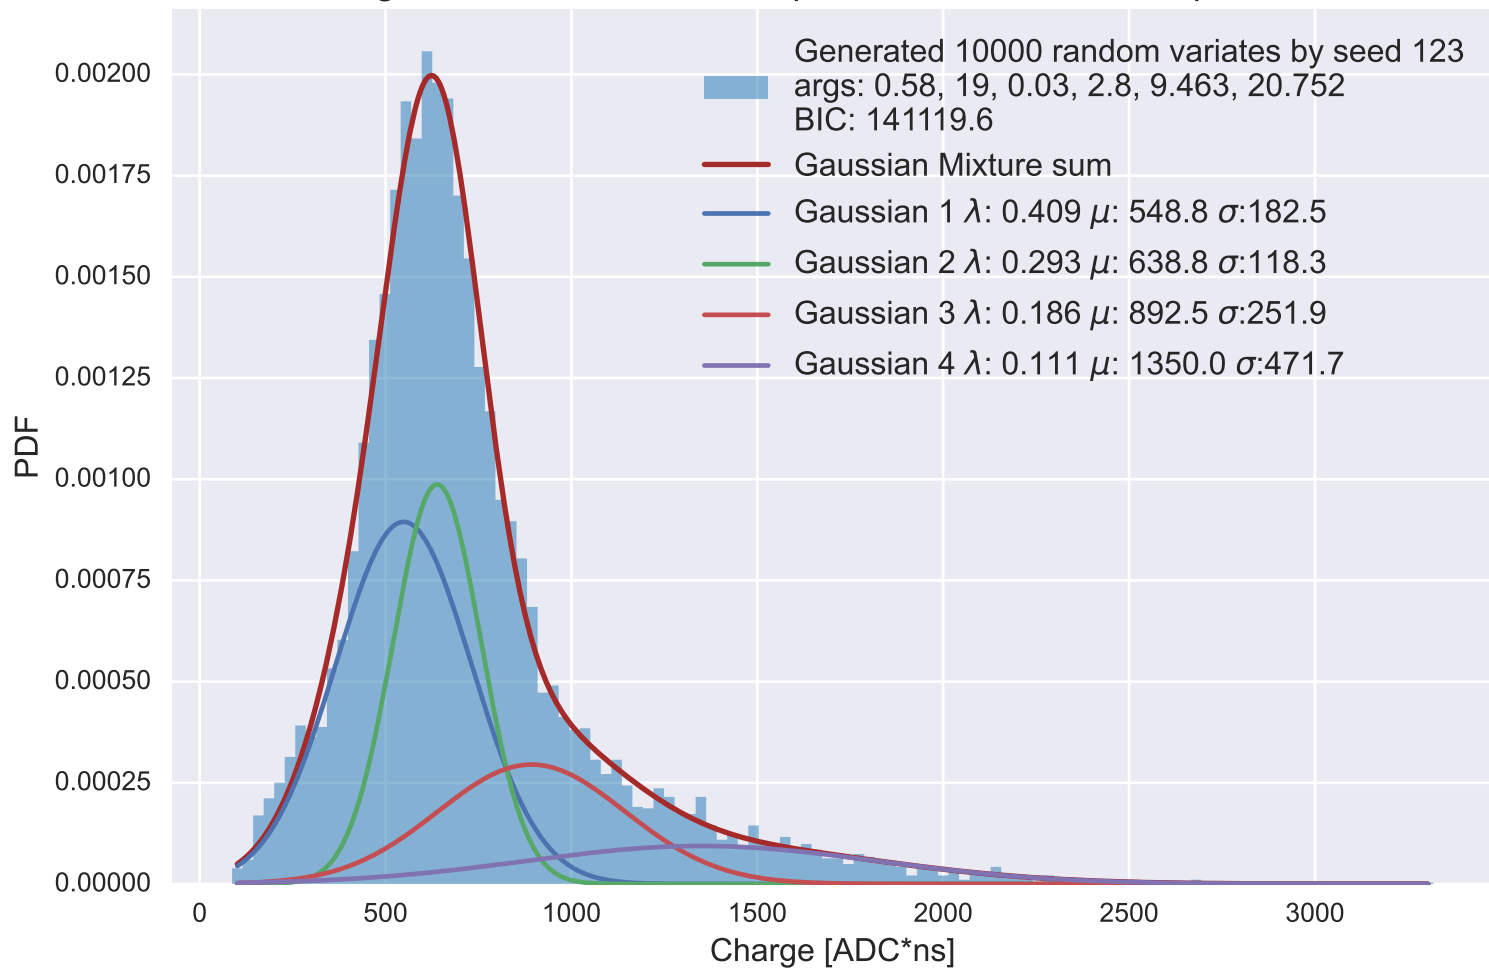 Generated 10000 random variates by seed 123
args: 0.58, 19, 0.03, 2.8, 9.463, 20.752
BIC: 141119.6
Gaussian Mixture sum
Gaussian 1 λ: 0.409 μ: 548.8 σ:182.5
Gaussian 2 λ: 0.293 μ: 638.8 σ:118.3
Gaussian 3 λ: 0.186 μ: 892.5 σ:251.9
Gaussian 4 λ: 0.111 μ: 1350.0 σ:471.7
0.00200
0.00175
0.00150
0.00125
0.00100
0.00075
0.00050
0.00025
0.00000
PDF
0 500 1000 1500 2000 2500 3000
Charge [ADC*ns]